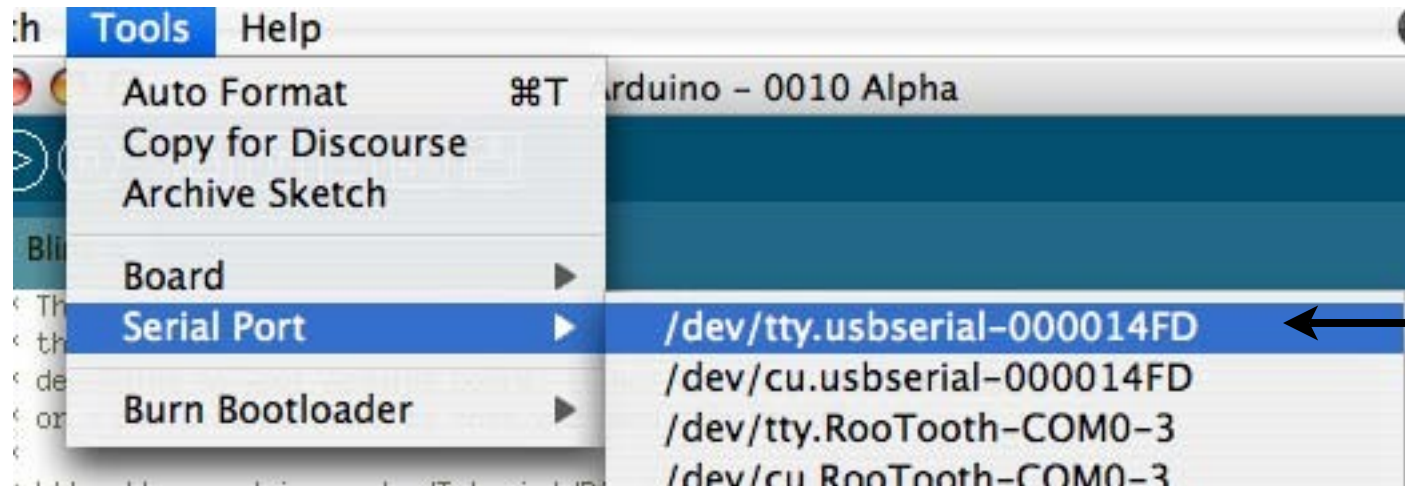 Tools Help
Auto Format ⌘T
rduino – 0010 Alpha
Copy for Discourse
Archive Sketch
Bli
Board
Serial Port
/dev/tty.usbserial-000014FD
/dev/cu.usbserial-000014FD
Burn Bootloader
/dev/tty.RooTooth-COM0-3
/dev/cu.RooTooth-COM0-3